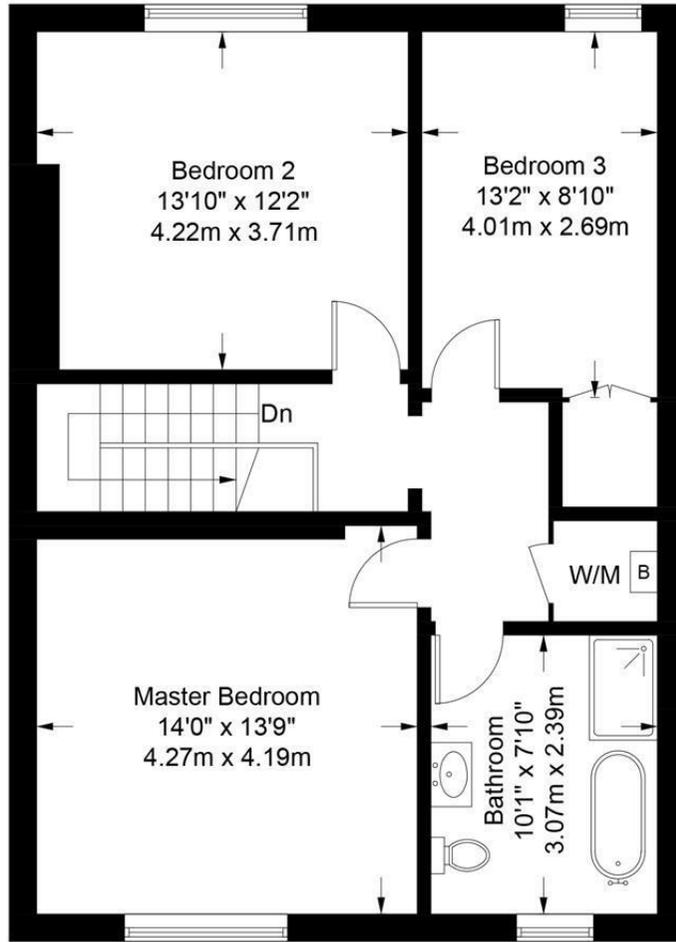 Bedroom 2
13'10" x 12'2"
4.22m x 3.71m
Bedroom 3
13'2" x 8'10"
4.01m x 2.69m
Dn
W/M
B
Master Bedroom
14'0" x 13'9"
4.27m x 4.19m
Bathroom
10'1" x 7'10"
3.07m x 2.39m